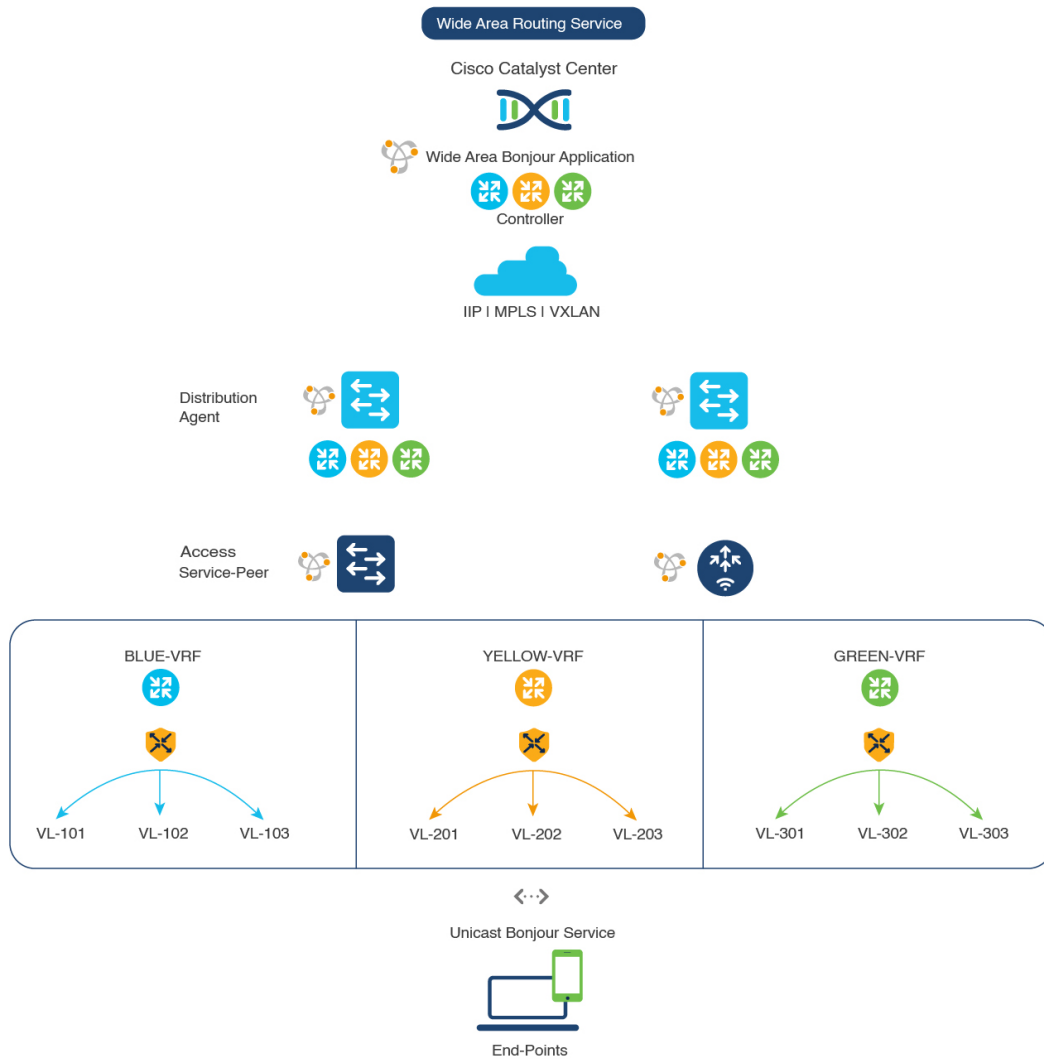 Wide Area Routing Service
Cisco Catalyst Center
Wide Area Bonjour Application
Controller
IIP | MPLS | VXLAN
Distribution
Agent
Access
Service-Peer
BLUE-VRF
YELLOW-VRF
GREEN-VRF
VL-101
VL-102
VL-103
VL-201
VL-202
VL-203
VL-301
VL-302
VL-303
Unicast Bonjour Service
End-Points